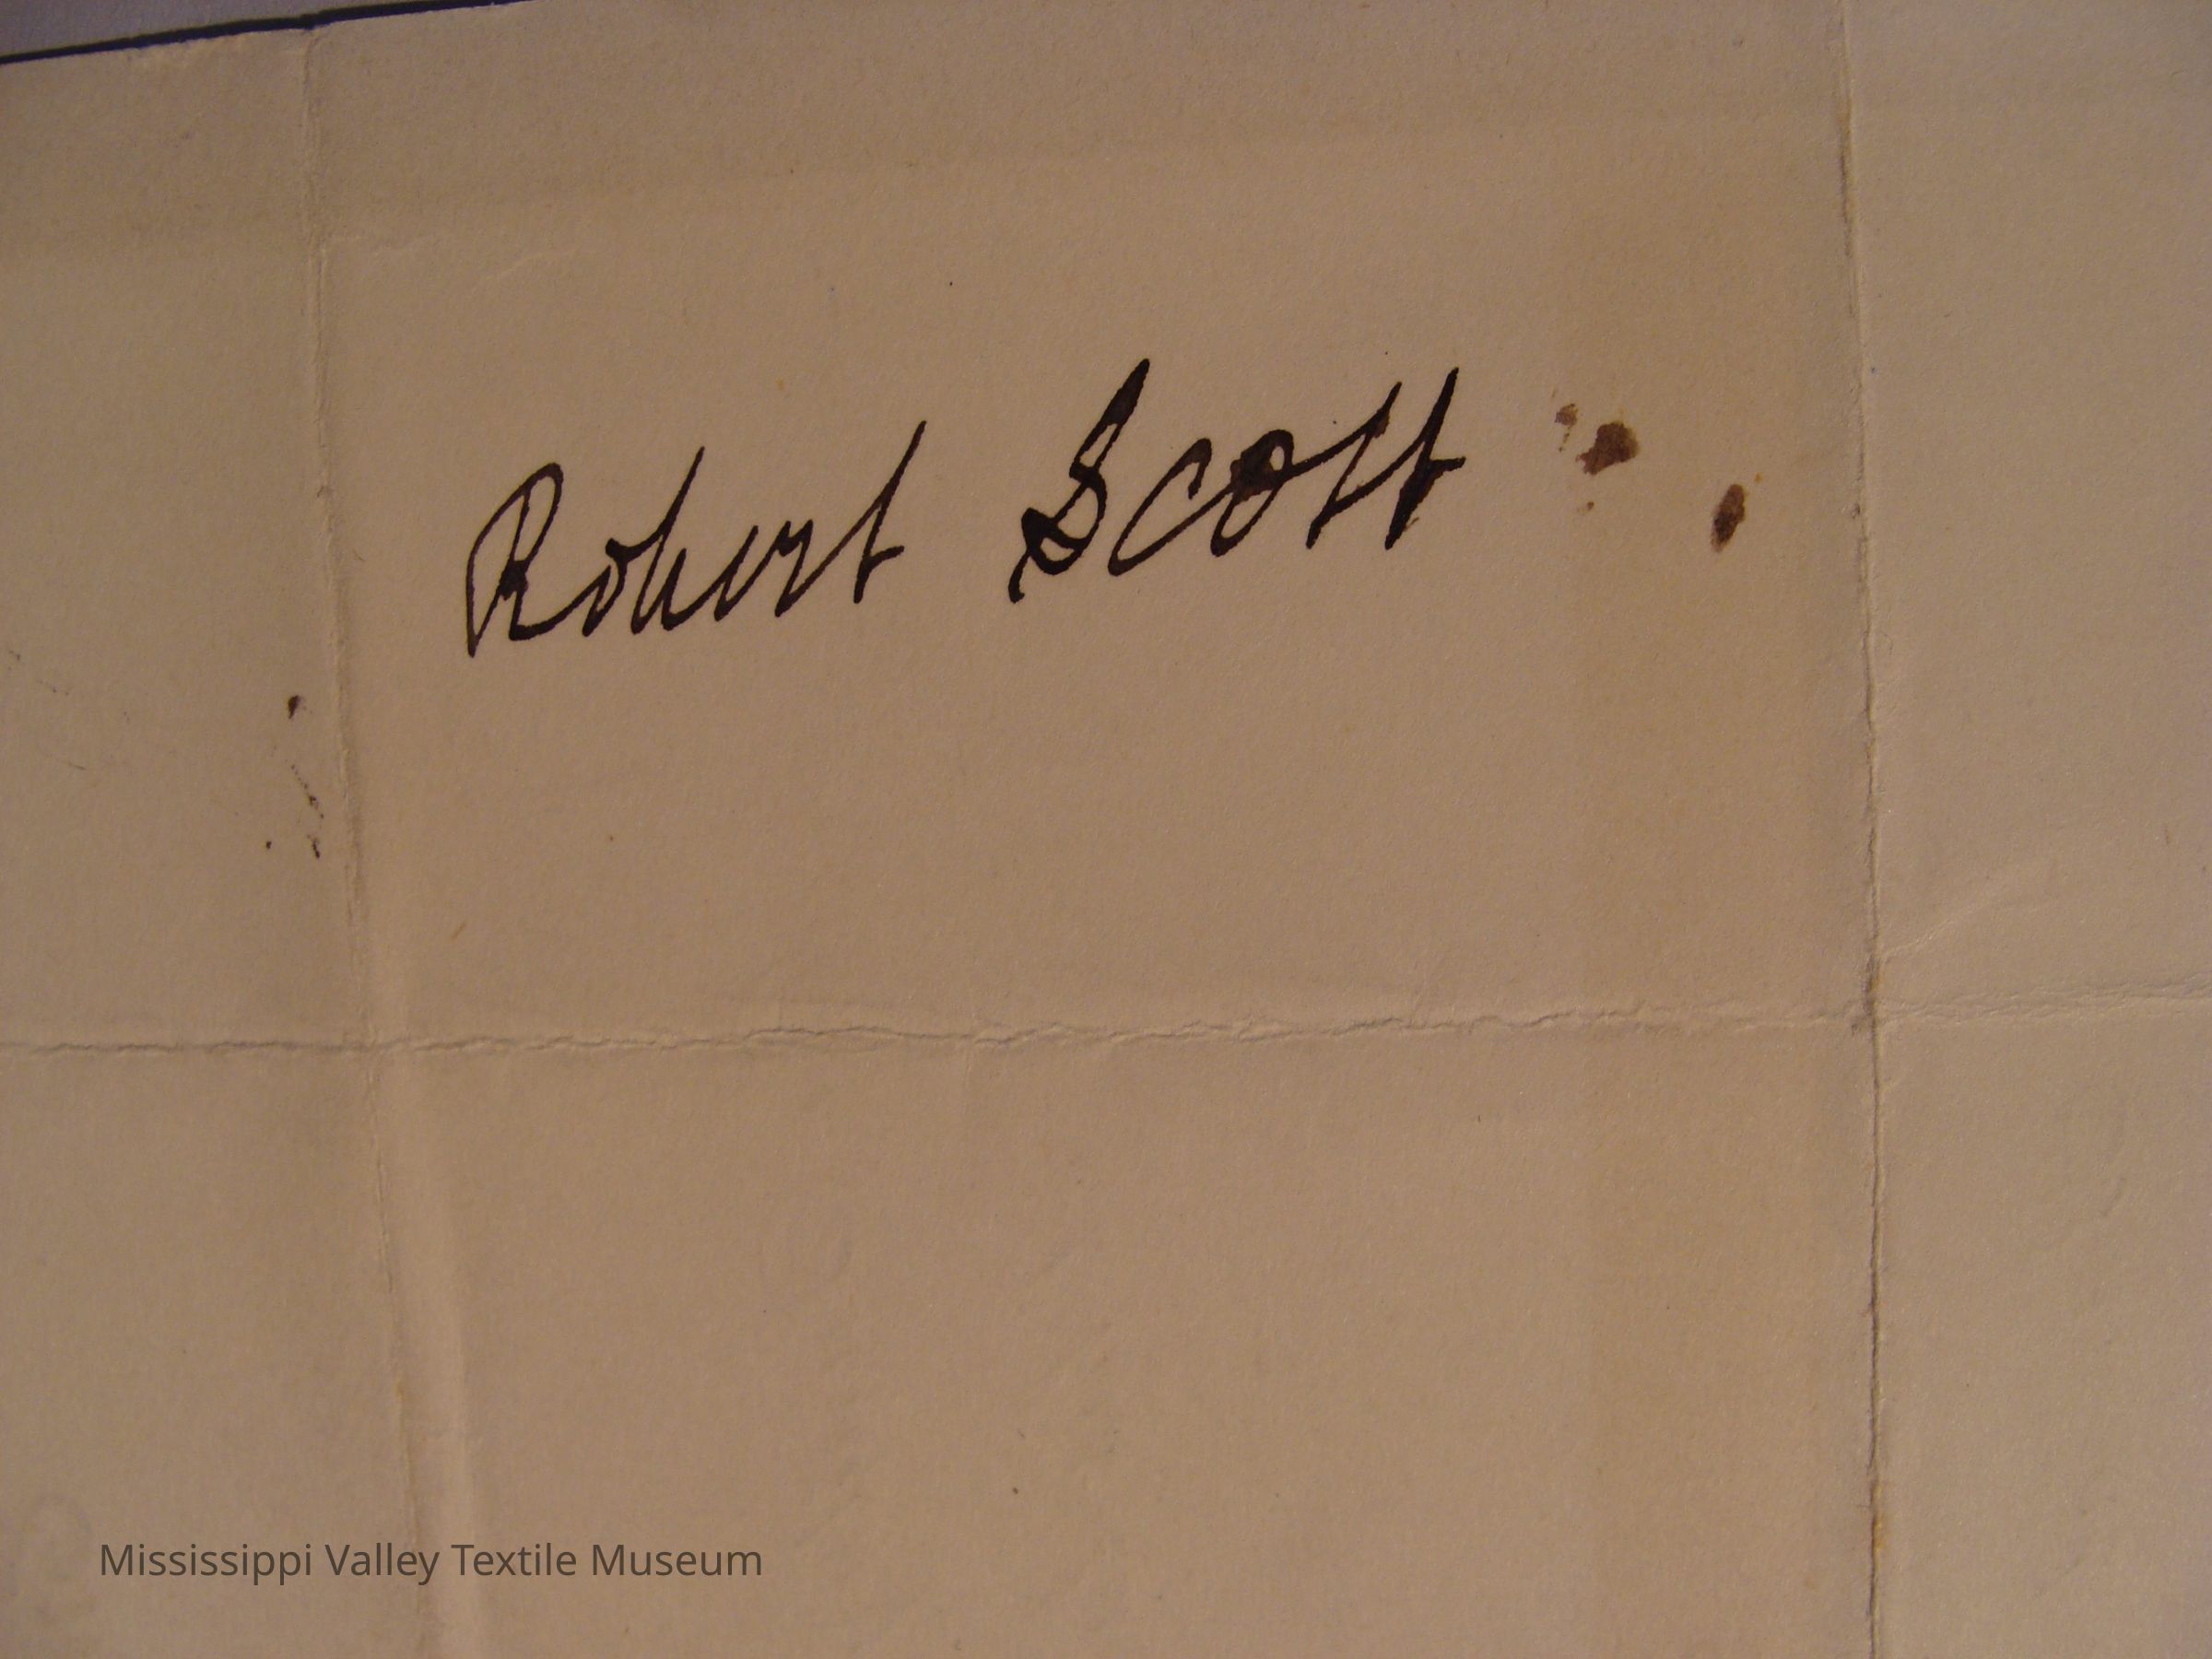 Robert Scott
Mississippi Valley Textile Museum